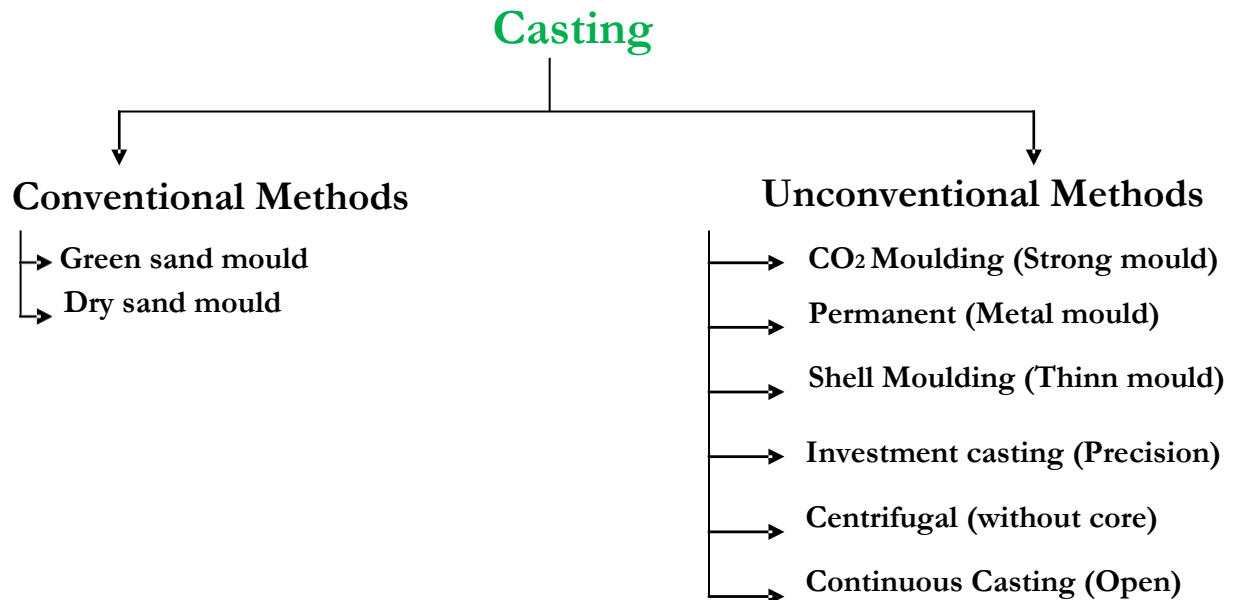 Casting
Conventional Methods
Green sand mould
Dry sand mould
Unconventional Methods
CO2 Moulding (Strong mould)
Permanent (Metal mould)
Shell Moulding (Thinn mould)
Investment casting (Precision)
Centrifugal (without core)
Continuous Casting (Open)